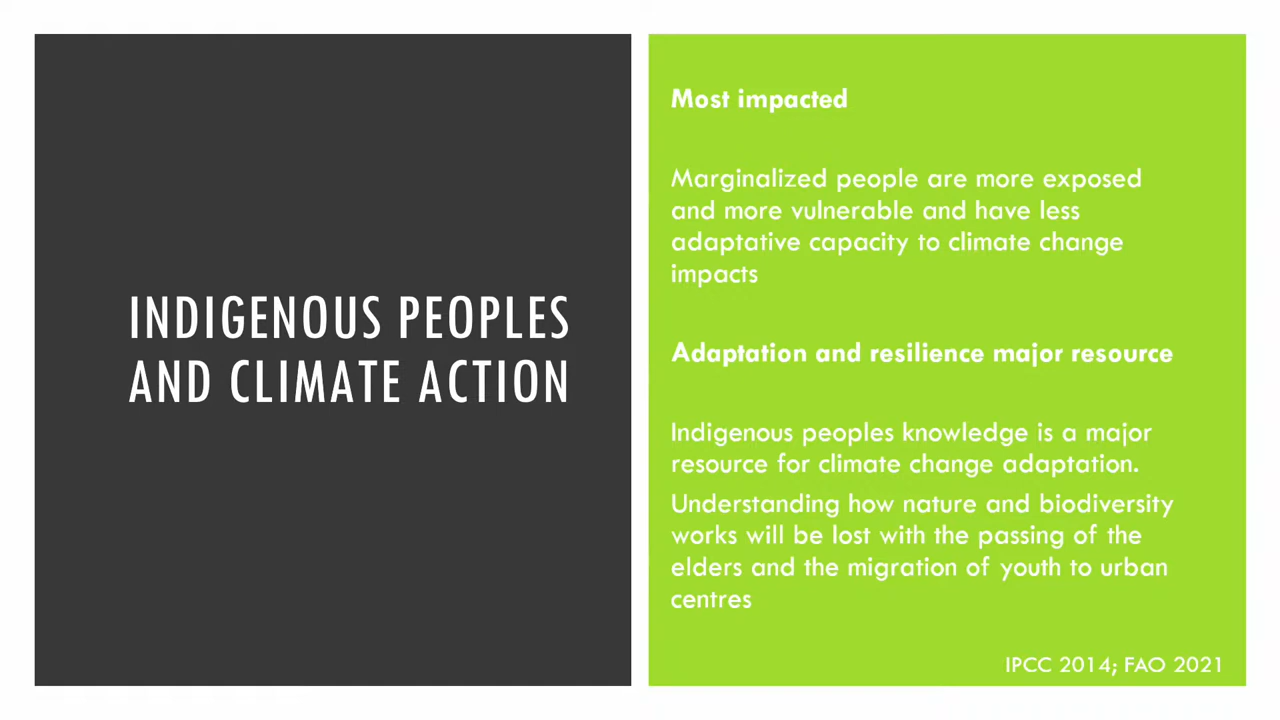 INDIGENOUS PEOPLES
AND CLIMATE ACTION
Most impacted
Marginalized people are more exposed
and more vulnerable and have less
adaptative capacity to climate change
impacts
Adaptation and resilience major resource
Indigenous peoples knowledge is a major
resource for climate change adaptation.
Understanding how nature and biodiversity
works will be lost with the passing of the
elders and the migration of youth to urban
centres
IPCC 2014; FAO 2021